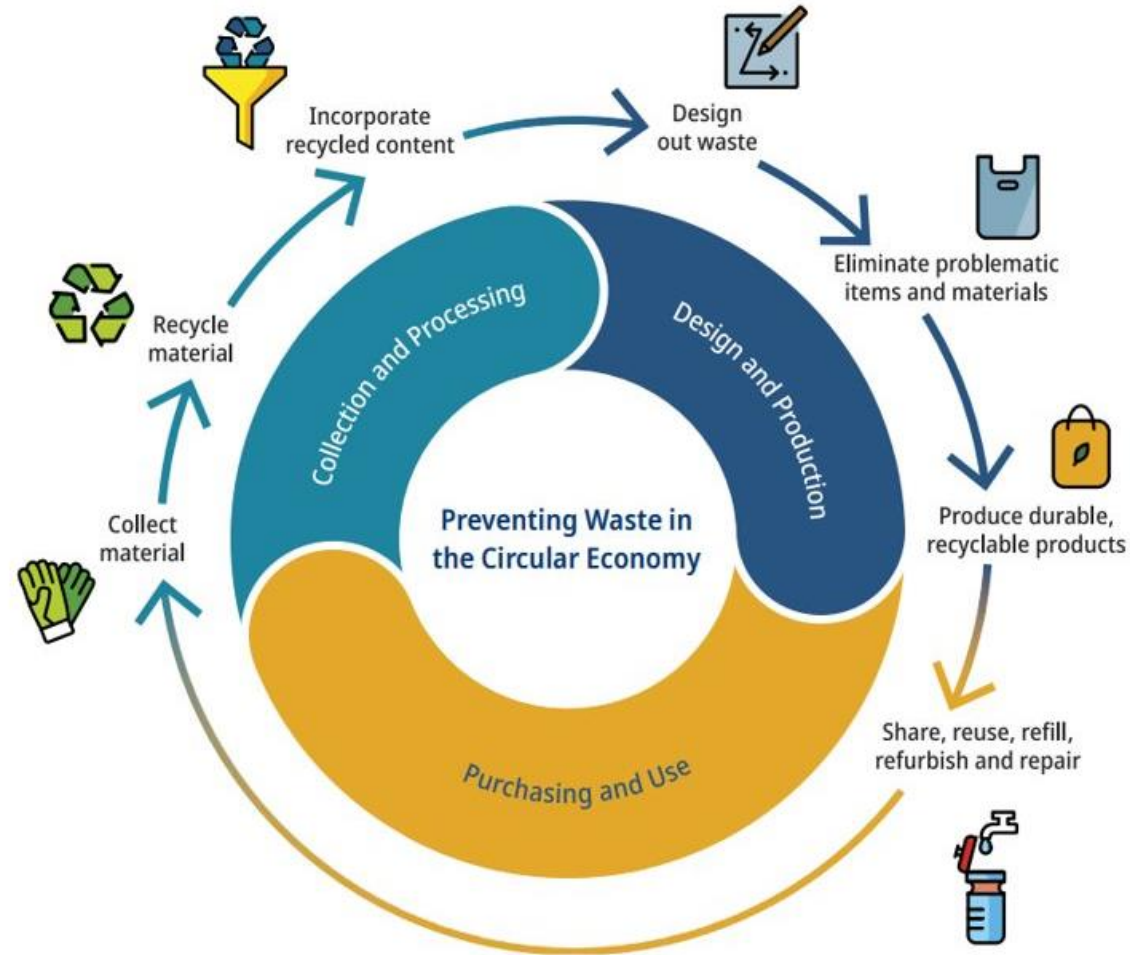 Incorporate
recycled content
Design
out waste
Eliminate problematic
items and materials
Produce durable,
recyclable products
Share, reuse, refill,
refurbish and repair
Collect
material
Recycle
material
Collection and Processing
Design and Production
Purchasing and Use
Preventing Waste in
the Circular Economy